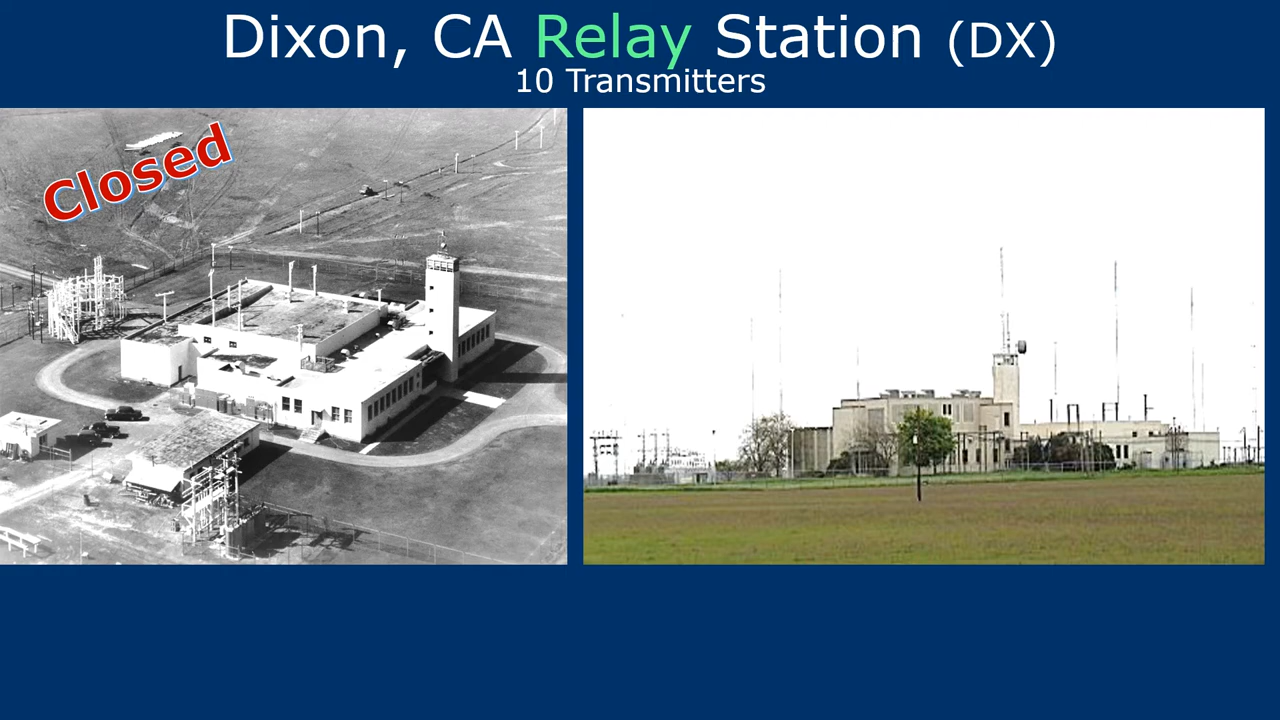 Dixon, CA Relay Station (DX)
10 Transmitters
Closed